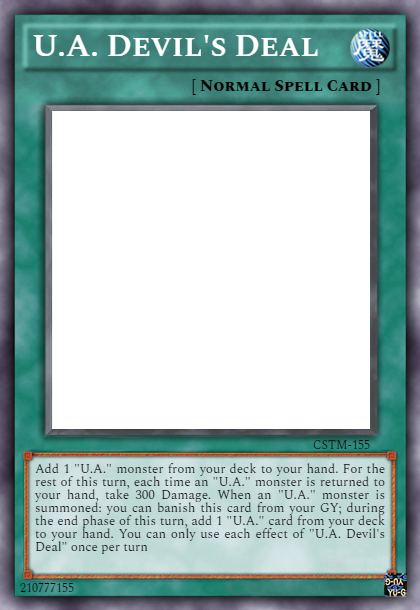 U.A. Devil's Deal
[ Normal Spell Card ]
CSTM-155
Add 1 "U.A." monster from your deck to your hand. For the
rest of this turn, each time an "U.A." monster is returned to
your hand, take 300 Damage. When an "U.A." monster is
summoned: you can banish this card from your GY; during
the end phase of this turn, add 1 "U.A." card from your deck
to your hand. You can only use each effect of "U.A. Devil's
Deal" once per turn
210777155